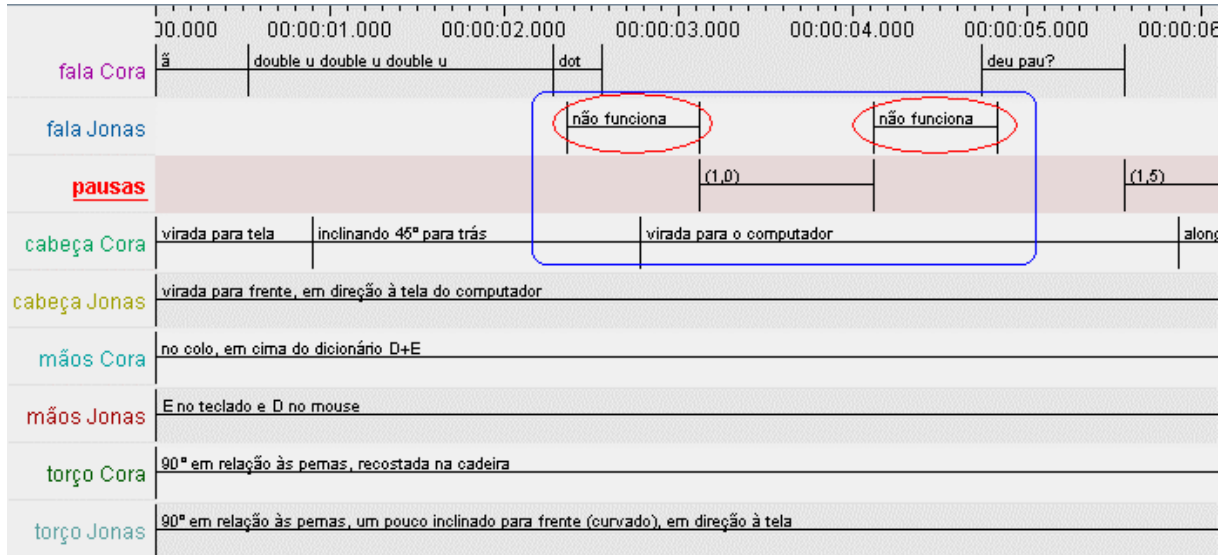 00.000 00:00:01.000 00:00:02.000 00:00:03.000 00:00:04.000 00:00:05.000 00:00:06
fala Cora ã double u double u double u dot deu pau?
fala Jonas não funciona não funciona
pausas (1,0) (1,5)
cabeça Cora virada para tela inclinando 45º para trás virada para o computador along
cabeça Jonas virada para frente, em direção à tela do computador
mãos Cora no colo, em cima do dicionário D+E
mãos Jonas E no teclado e D no mouse
torço Cora 90º em relação às pernas, recostada na cadeira
torço Jonas 90º em relação às pernas, um pouco inclinado para frente (curvado), em direção à tela